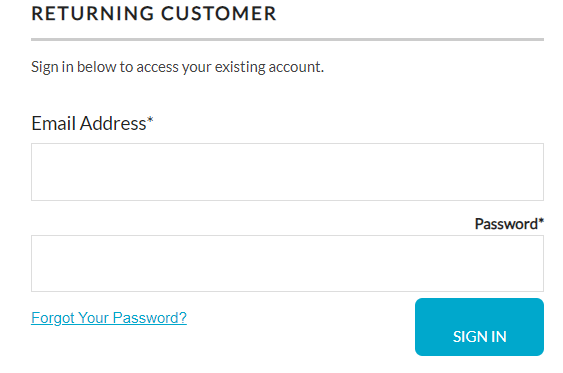 RETURNING CUSTOMER
Sign in below to access your existing account.
Email Address*
Password*
Forgot Your Password?
SIGN IN